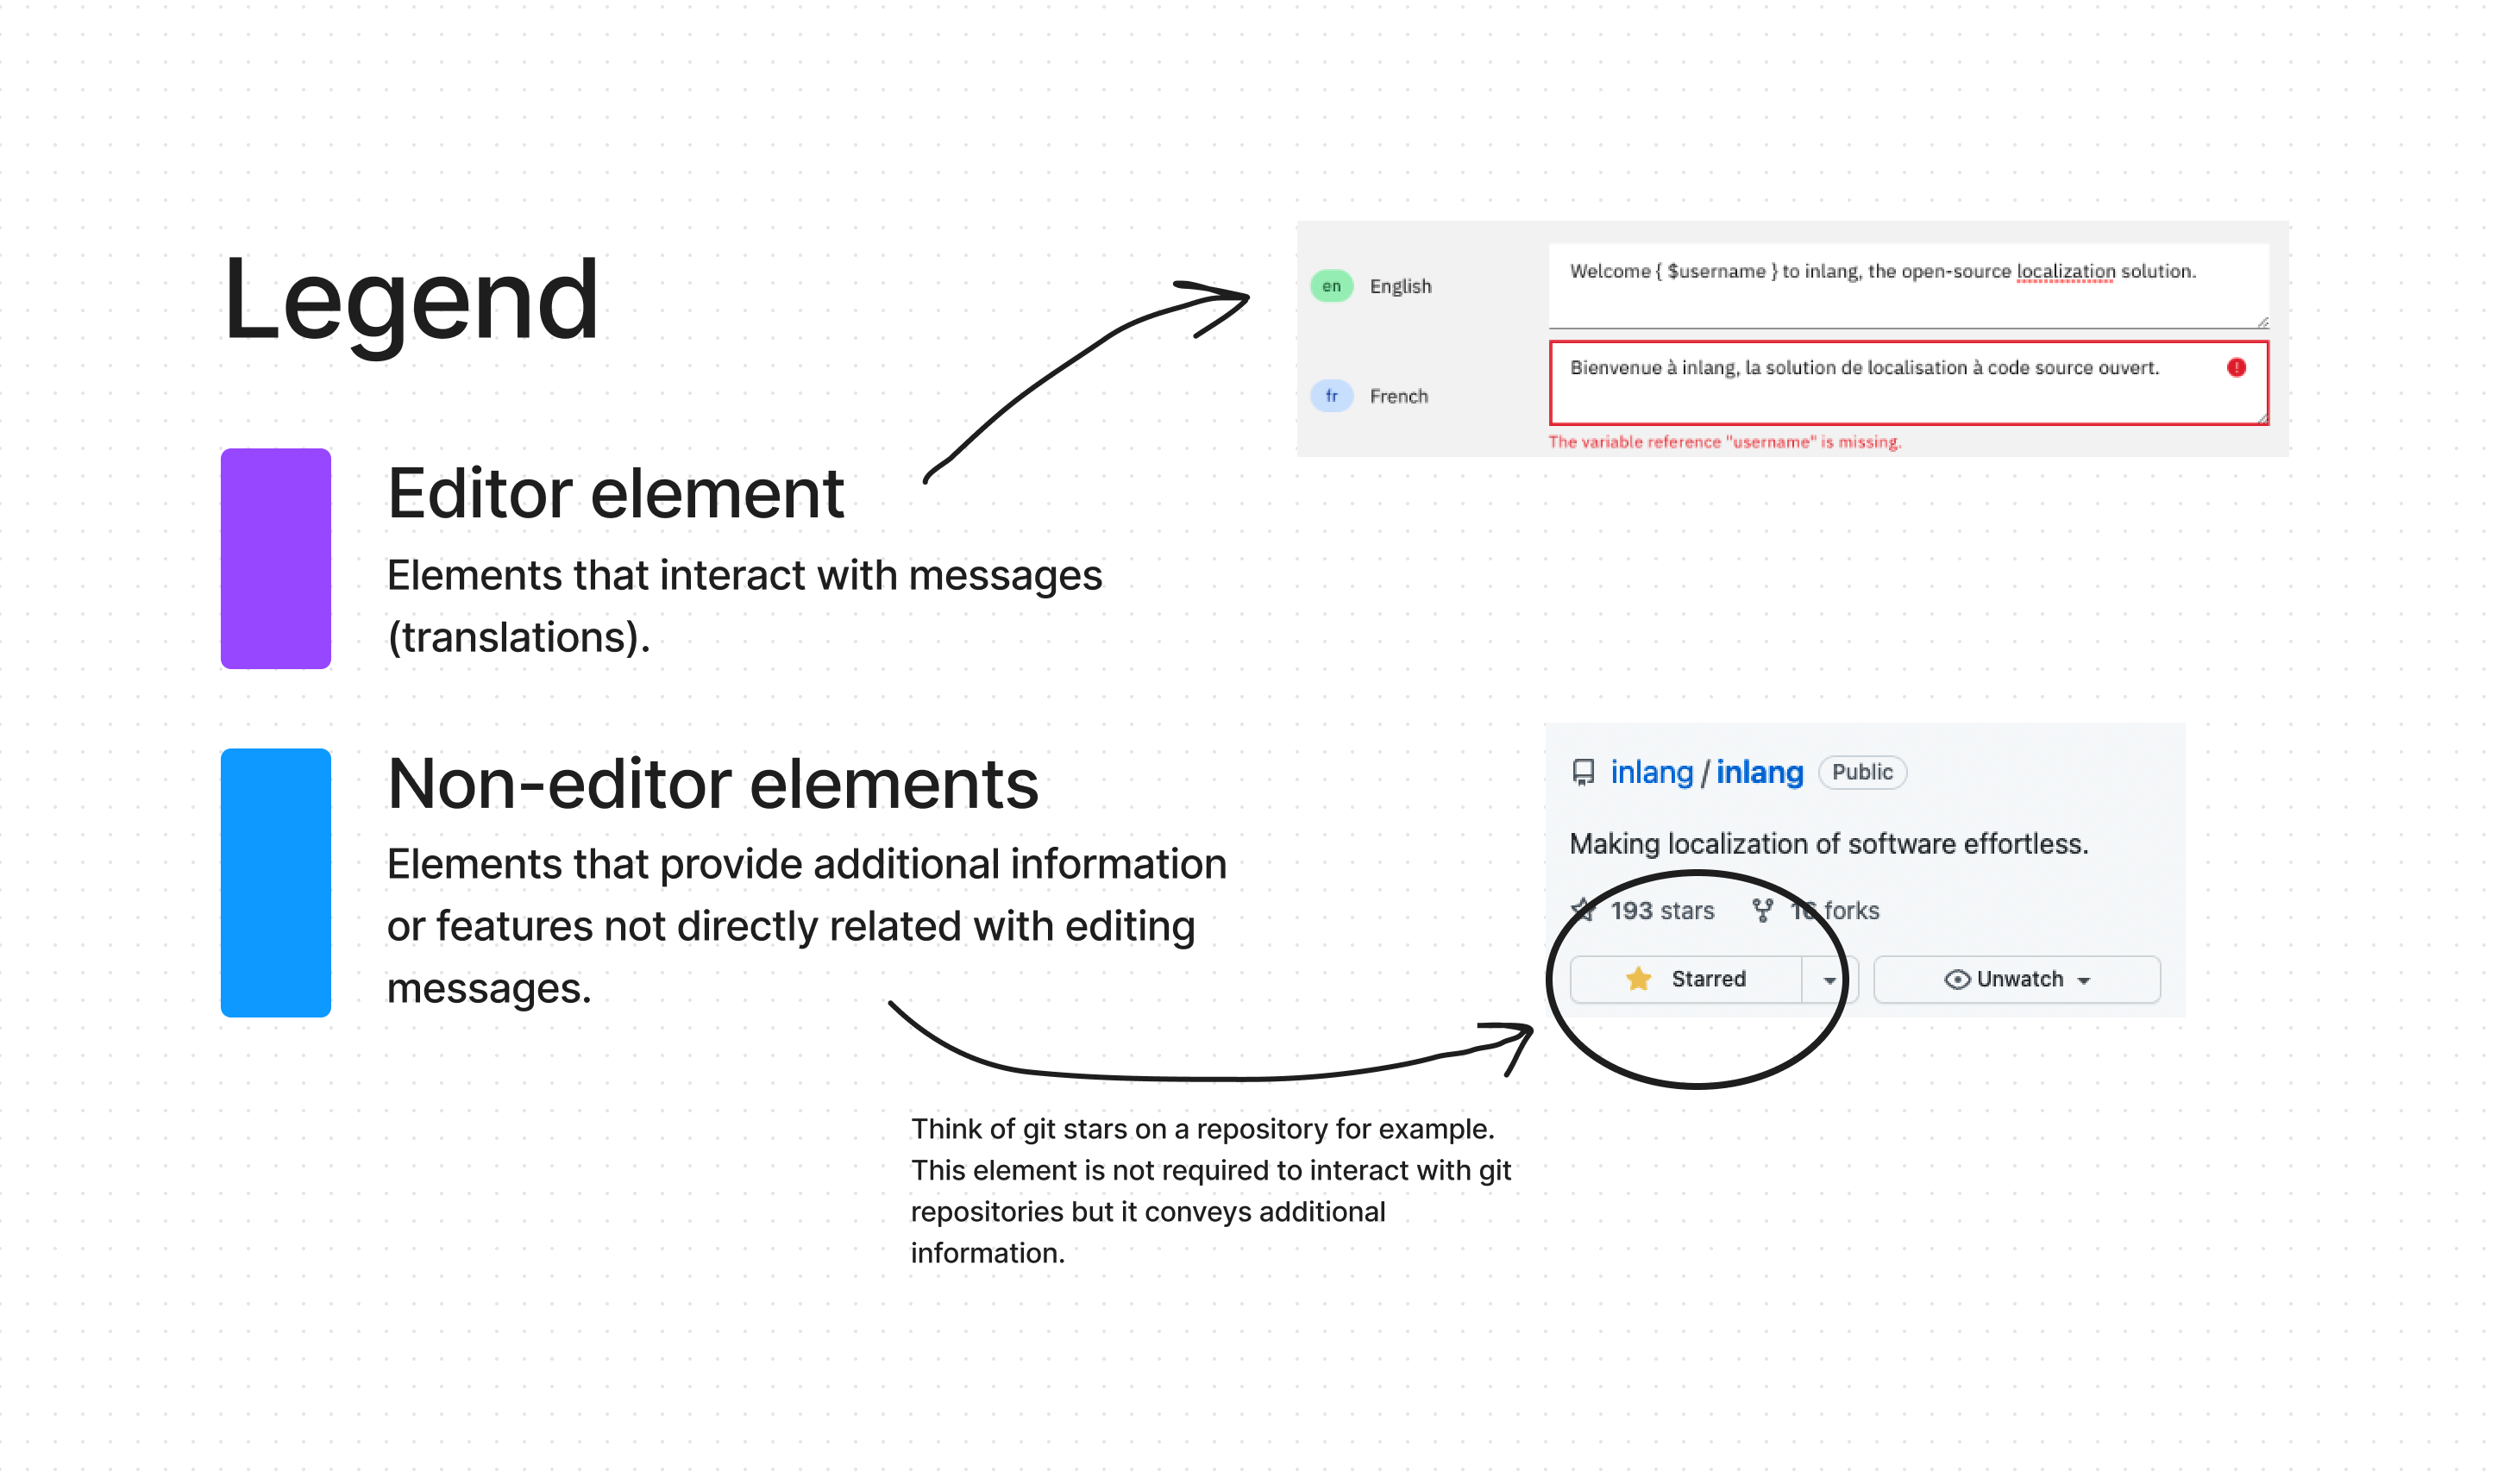 Legend
Editor element
Elements that interact with messages
(translations).
en English
Welcome { $username } to inlang, the open-source localization solution.
fr French
Bienvenue à inlang, la solution de localisation à code source ouvert.
The variable reference "username" is missing.
Non-editor elements
Elements that provide additional information
or features not directly related with editing
messages.
inlang / inlang Public
Making localization of software effortless.
193 stars 16 forks
Starred Unwatch
Think of git stars on a repository for example.
This element is not required to interact with git
repositories but it conveys additional
information.